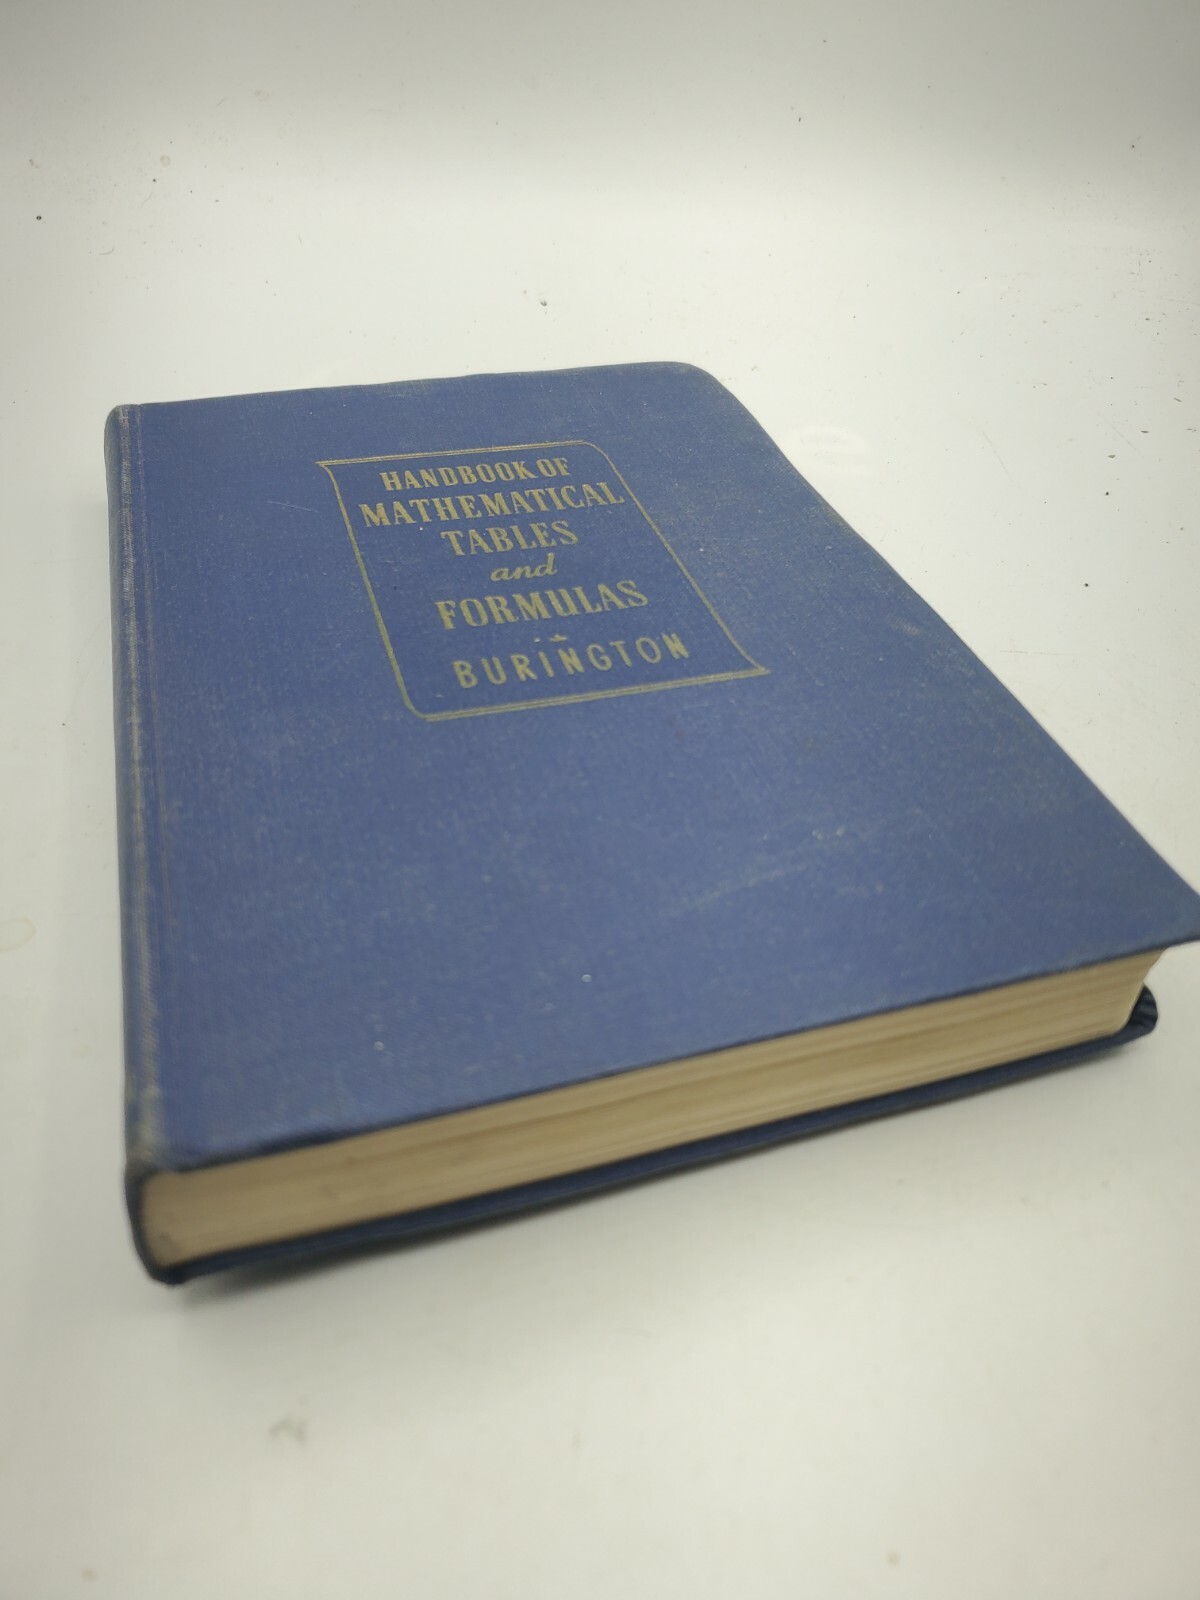 HANDBOOK OF
MATHEMATICAL
TABLES
and
FORMULAS
BURINGTON